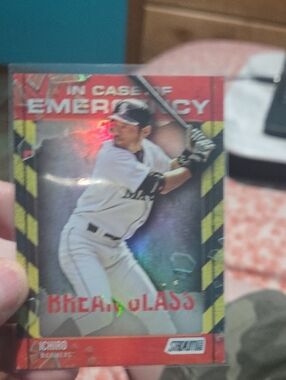 IN CASE OF
EMERGENCY
BREAK GLASS
ICHIRO
MARINERS
STADIUM